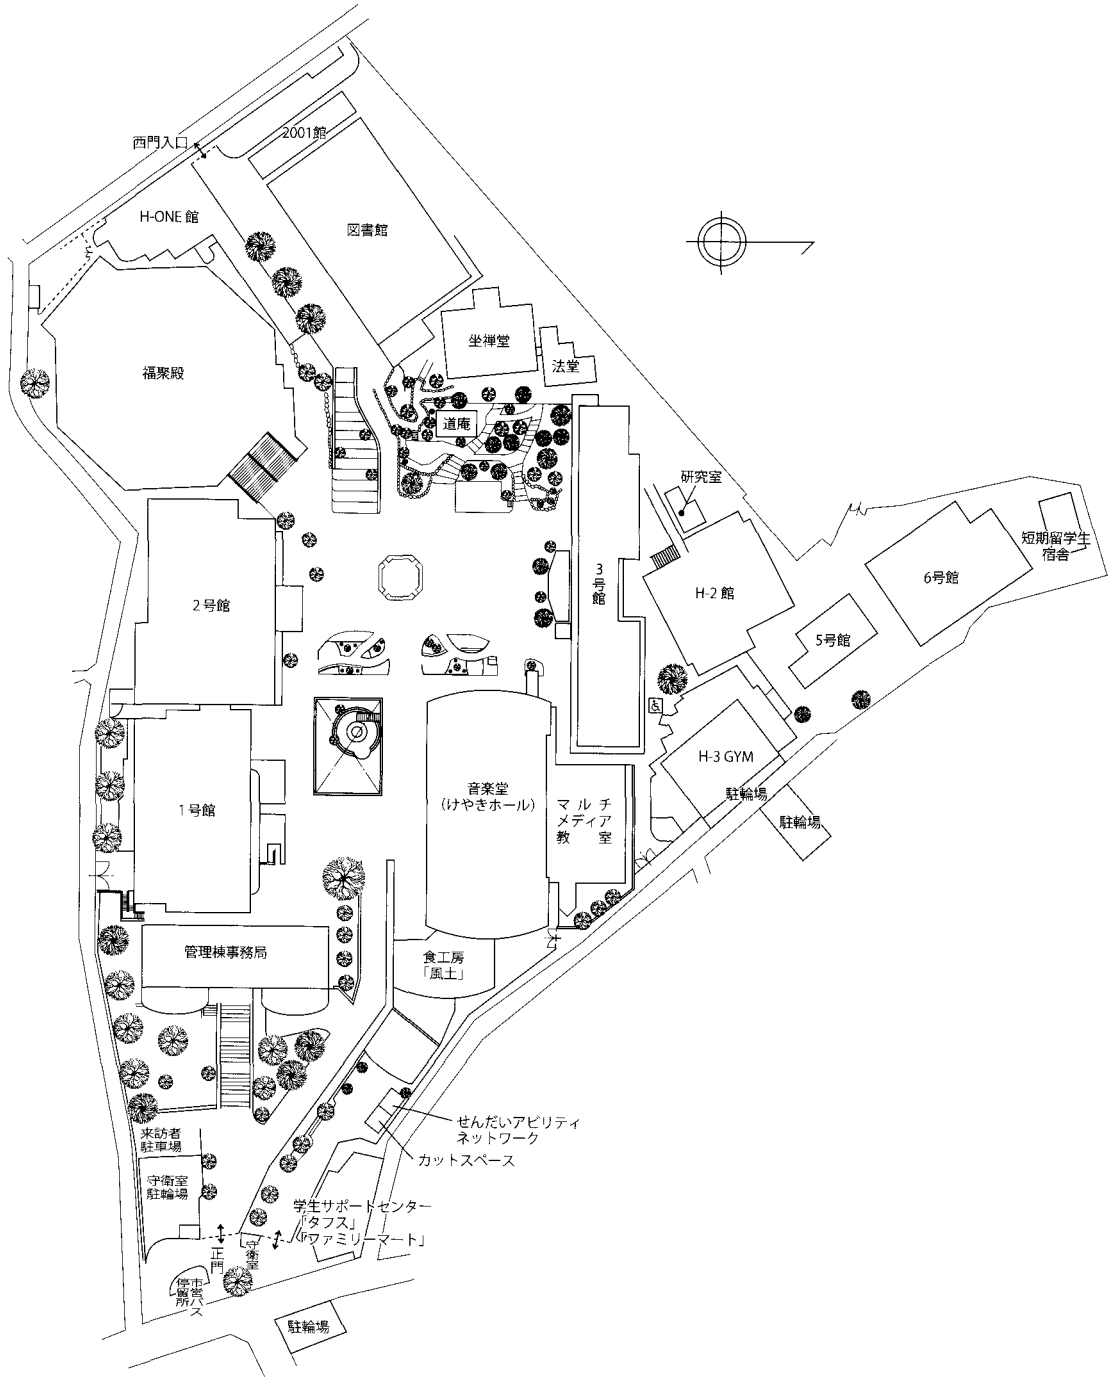 2001館
西門入口
H-ONE 館
図書館
坐禅堂
法堂
福聚殿
道庵
研究室
短期留学生
宿舎
6号館
3号館
H-2 館
2号館
5号館
H-3 GYM
音楽堂
（けやきホール）
駐輪場
駐輪場
1号館
マルチ
メディア
教室
管理棟事務局
食工房
「風土」
せんだいアビリティ
ネットワーク
来訪者
駐車場
カットスペース
守衛室
駐輪場
学生サポートセンター
「タフス」
「ファミリーマート」
正門
守衛室
市営バス
停留所
駐輪場